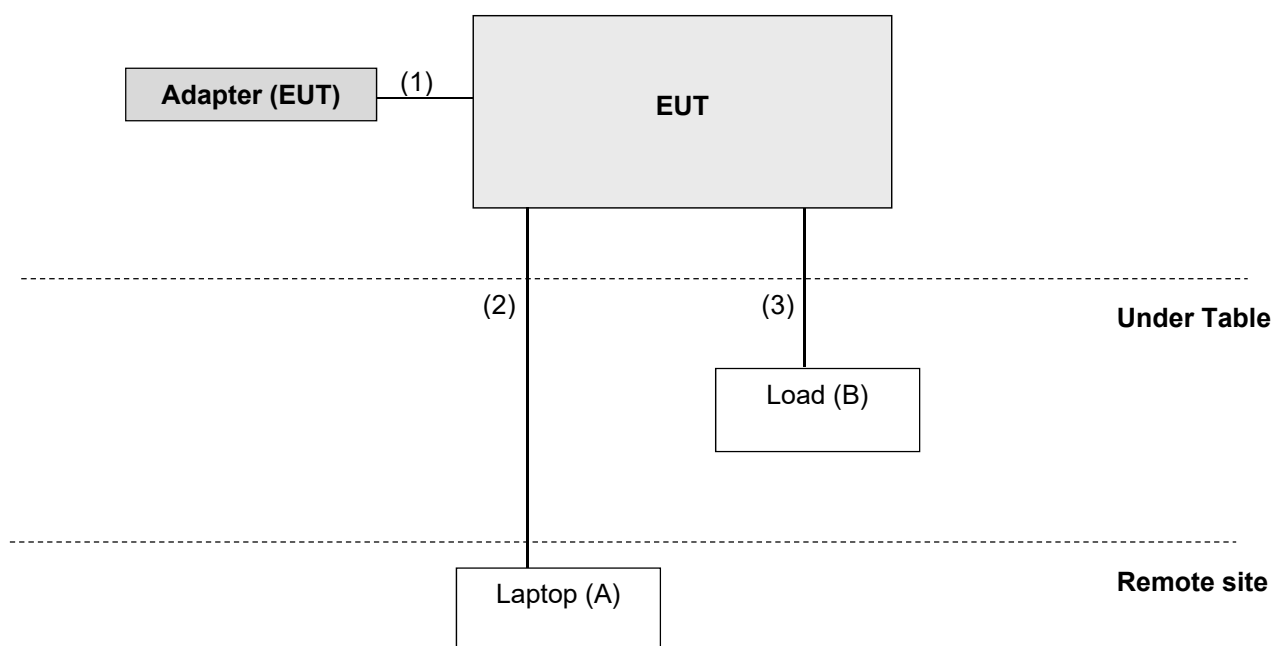 Adapter (EUT)
(1)
EUT
(2)
(3)
Under Table
Load (B)
Remote site
Laptop (A)